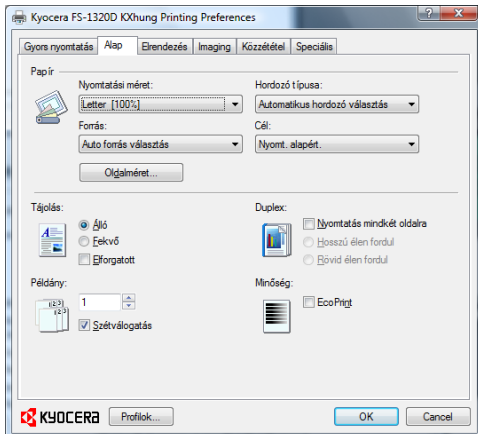 Kyocera FS-1320D KXhung Printing Preferences
Gyors nyomtatás Alap Elrendezés Imaging Közzététel Speciális
Papír
Nyomtatási méret: Hordozó típusa:
Letter [100%] Automatikus hordozó választás
Forrás: Cél:
Auto forrás választás Nyomt. alapért.
Oldalméret...
Tájolás: Duplex:
Álló Nyomtatás mindkét oldalra
Fekvő Hosszú élen fordul
Elforgatott Rövid élen fordul
Példány: Minőség:
1 EcoPrint
Szétválogatás
KYOCERA Profilok... OK Cancel